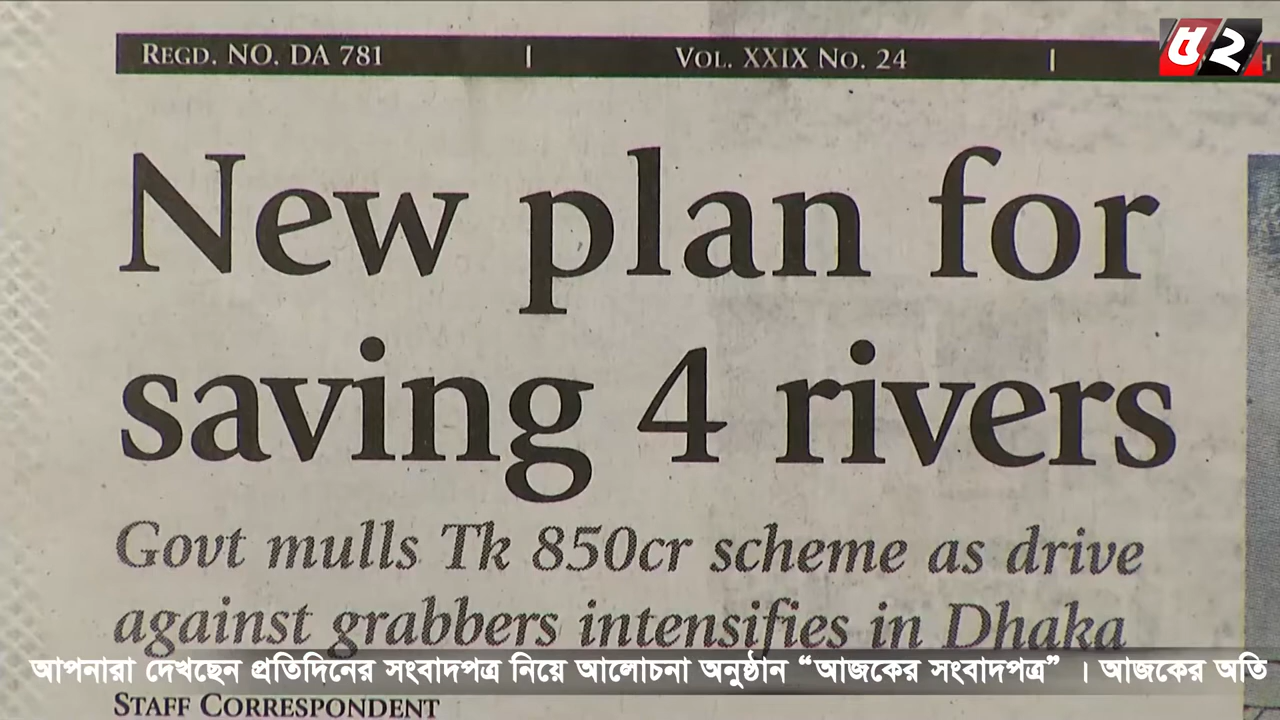 REGD. NO. DA 781 | VOL. XXIX NO. 24 |
New plan for
saving 4 rivers
Govt mulls Tk 850cr scheme as drive
against grabbers intensifies in Dhaka
আপনারা দেখছেন প্রতিদিনের সংবাদপত্র নিয়ে আলোচনা অনুষ্ঠান “আজকের সংবাদপত্র” । আজকের অতি
STAFF CORRESPONDENT